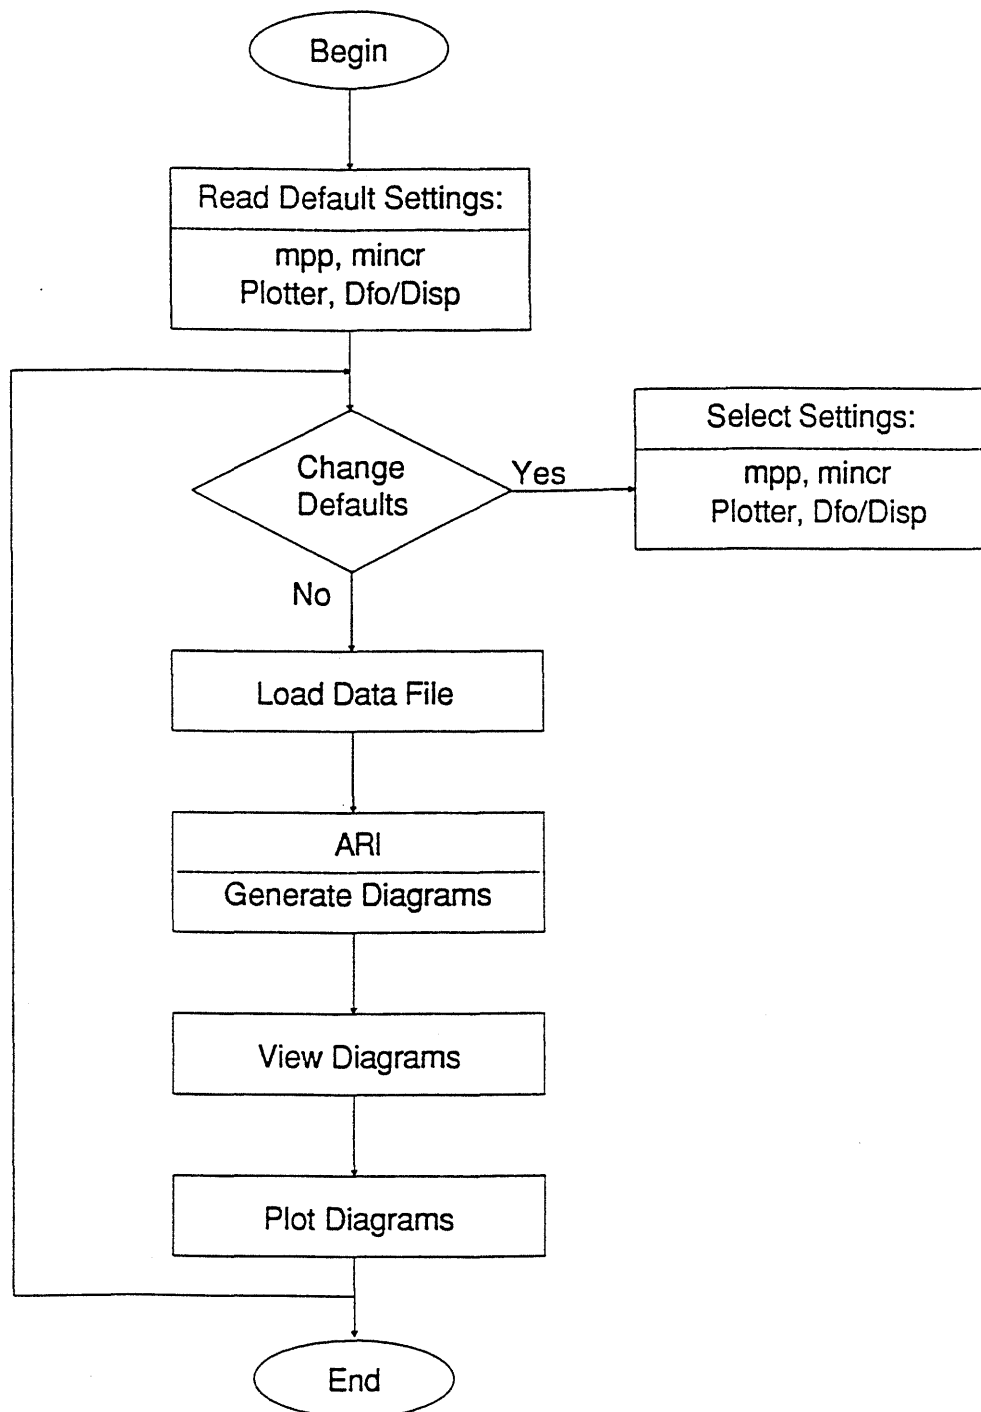 Begin
Read Default Settings:
mpp, mincr
Plotter, Dfo/Disp
Change
Defaults
Yes
Select Settings:
mpp, mincr
Plotter, Dfo/Disp
No
Load Data File
ARI
Generate Diagrams
View Diagrams
Plot Diagrams
End